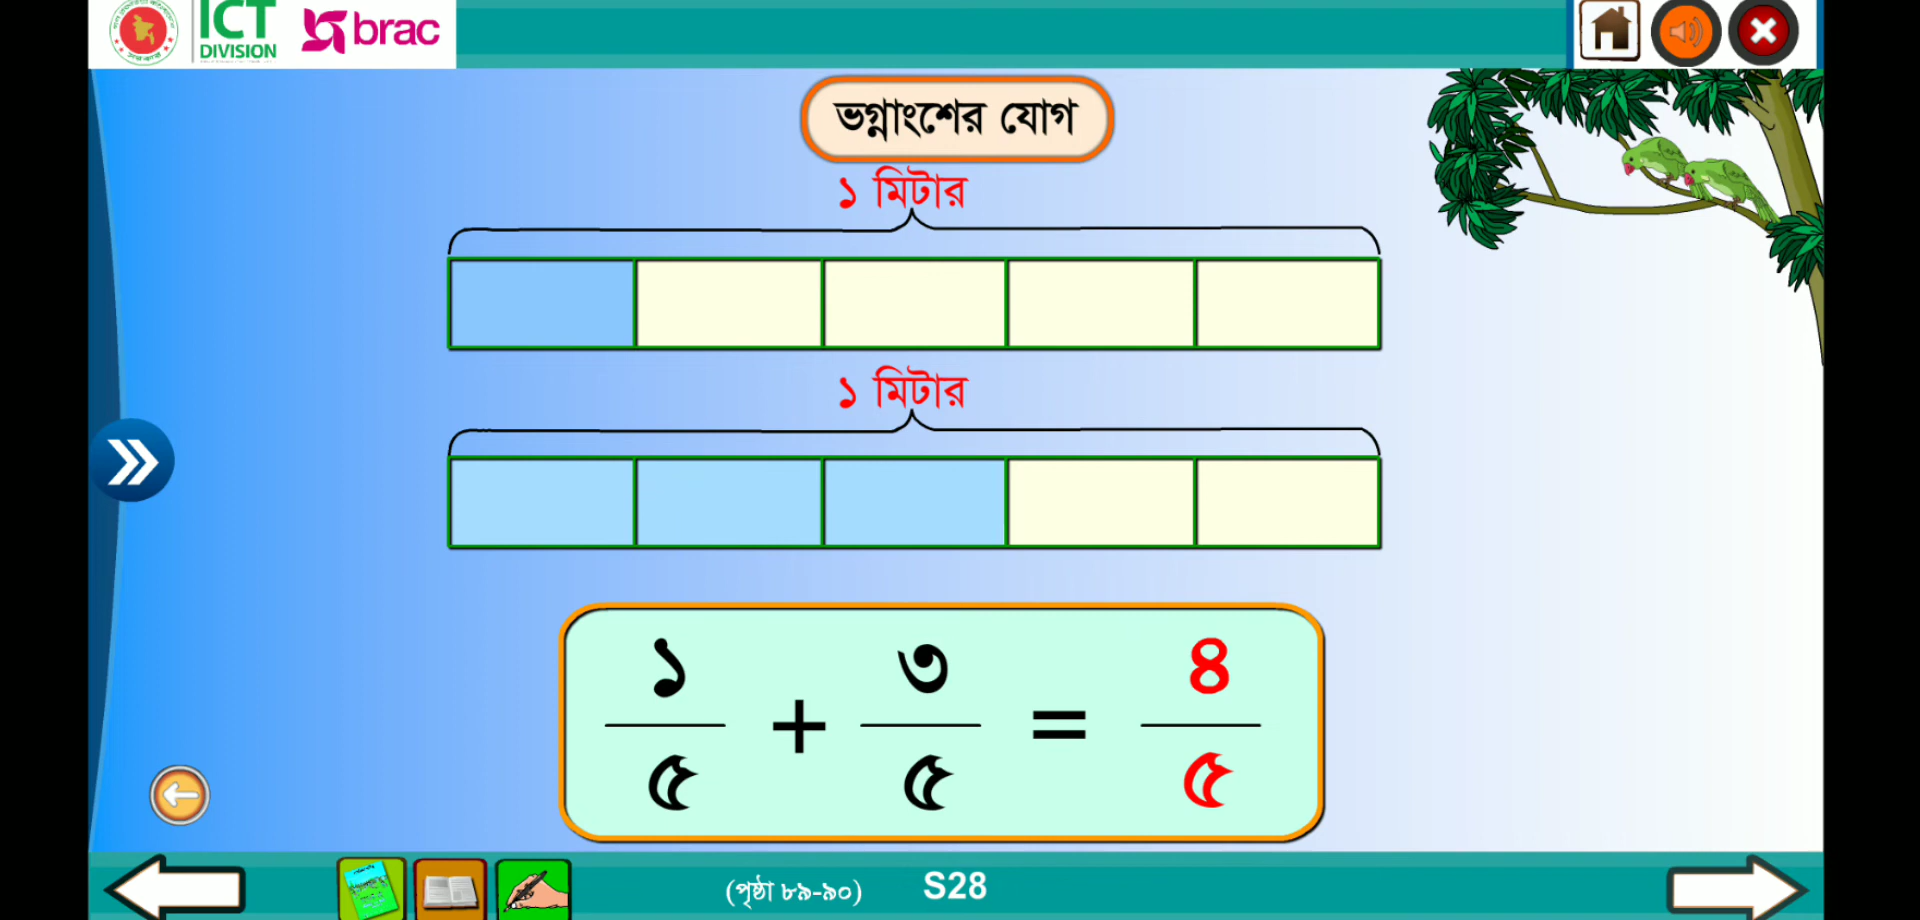 ICT
DIVISION
brac
ভগ্নাংশের যোগ
১ মিটার
১ মিটার
১/৫ + ৩/৫ = ৪/৫
(পৃষ্ঠা ৮৯-৯০)
S28